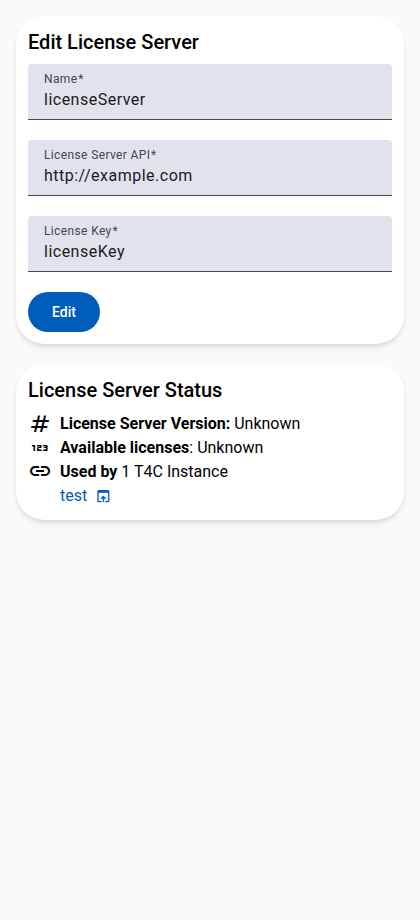 Edit License Server
Name*
licenseServer
License Server API*
http://example.com
License Key*
licenseKey
Edit
License Server Status
# License Server Version: Unknown
123 Available licenses: Unknown
Used by 1 T4C Instance
test